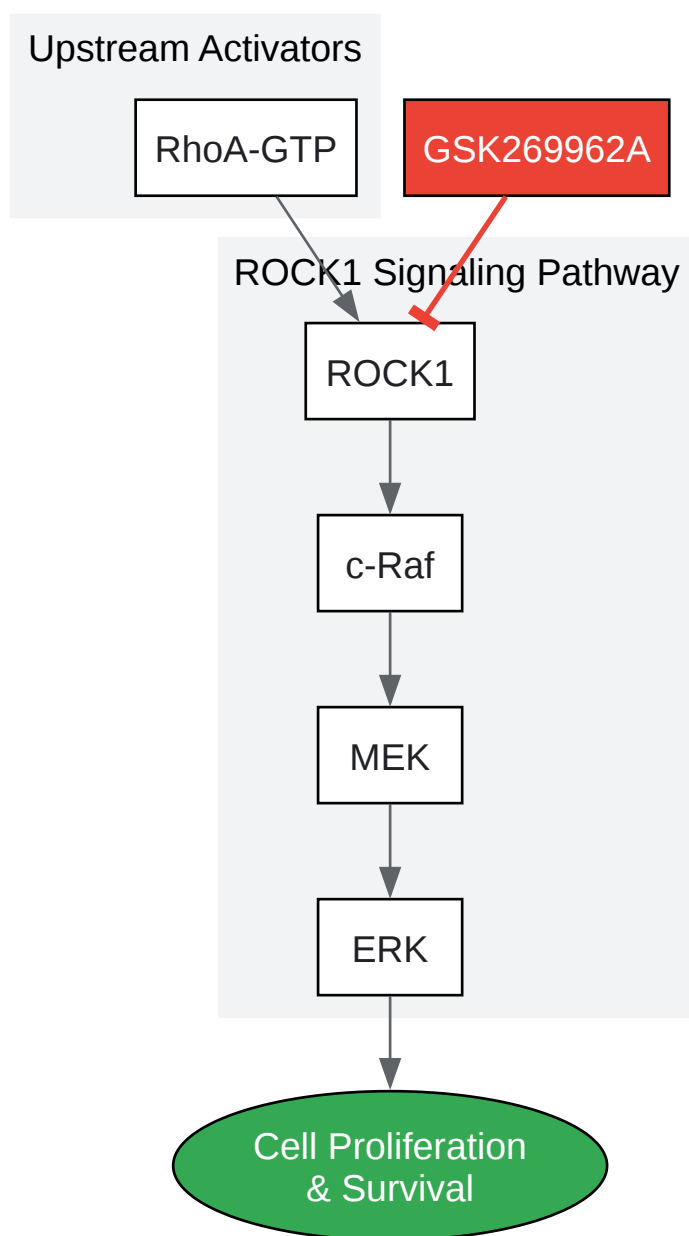 Upstream Activators
RhoA-GTP
GSK269962A
ROCK1 Signaling Pathway
ROCK1
c-Raf
MEK
ERK
Cell Proliferation
& Survival